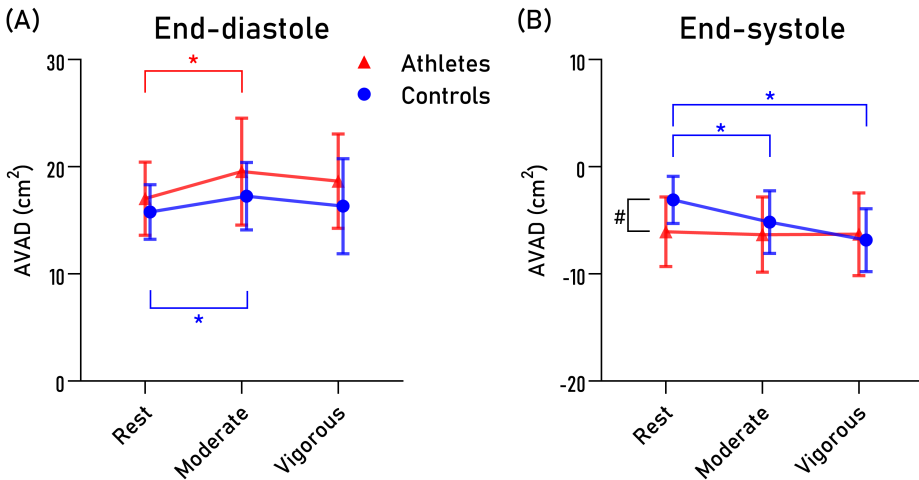 (A)
End-diastole
30
20
10
0
AVAD (cm²)
*
*
Rest
Moderate
Vigorous
Athletes
Controls
(B)
End-systole
10
0
-10
-20
AVAD (cm²)
*
*
#
Rest
Moderate
Vigorous